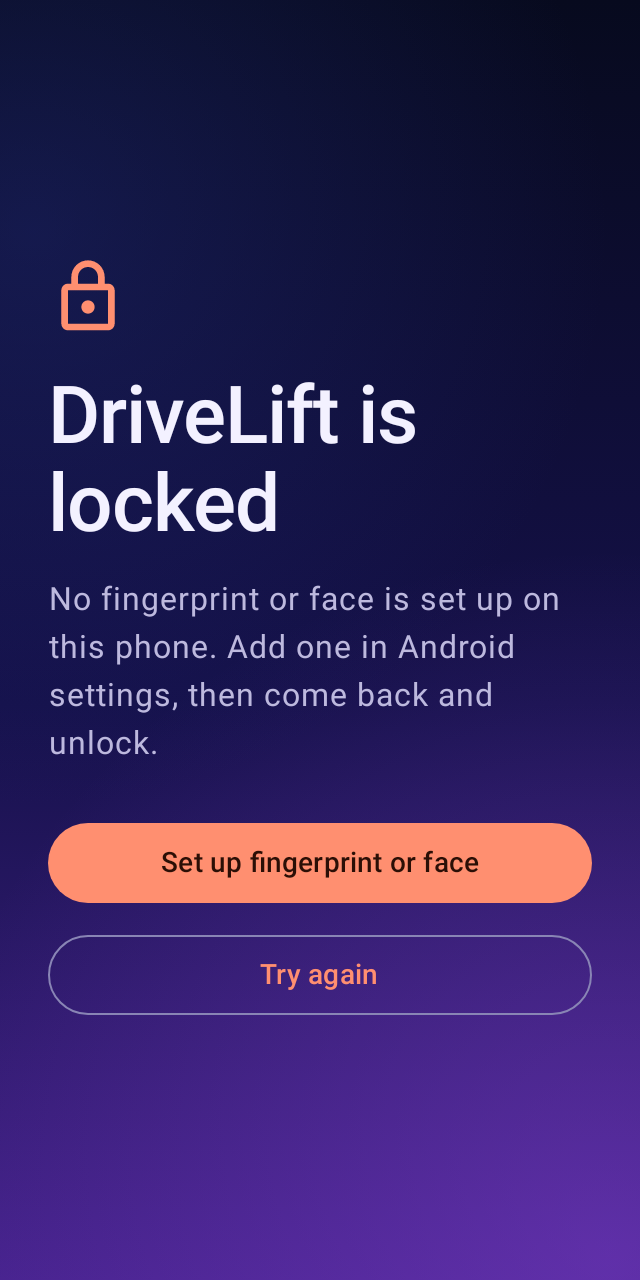 DriveLift is
locked
No fingerprint or face is set up on
this phone. Add one in Android
settings, then come back and
unlock.
Set up fingerprint or face
Try again